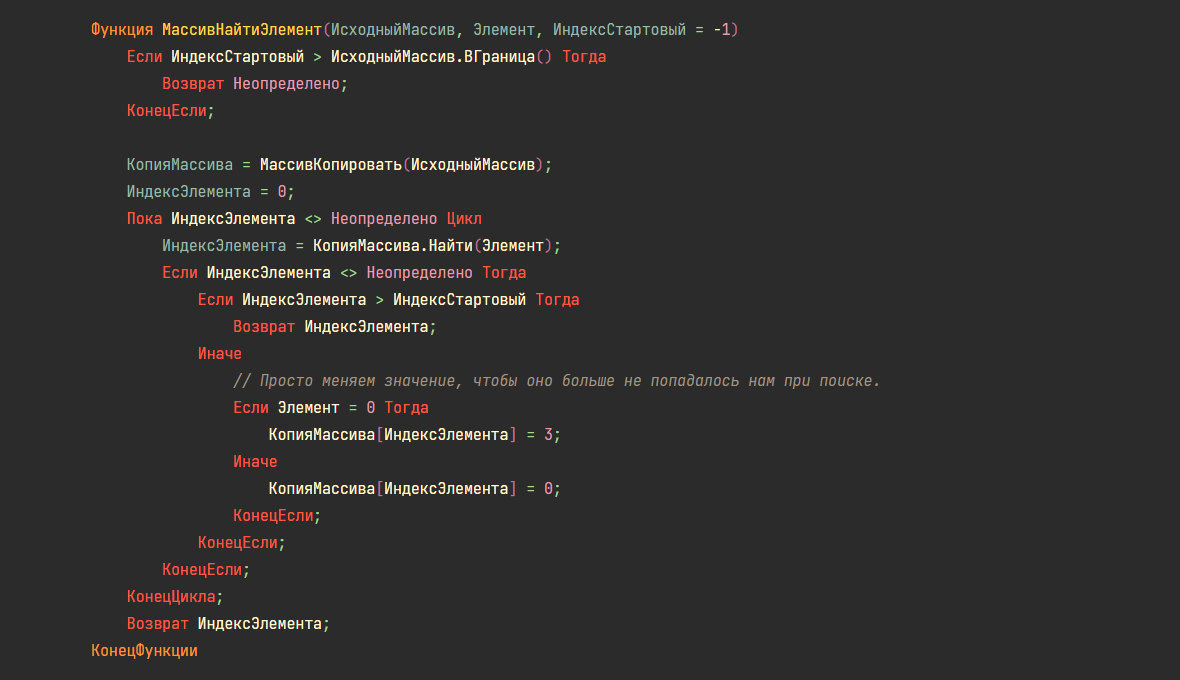 Функция МассивНайтиЭлемент(ИсходныйМассив, Элемент, ИндексСтартовый = -1)
Если ИндексСтартовый > ИсходныйМассив.ВГраница() Тогда
Возврат Неопределено;
КонецЕсли;
КопияМассива = МассивКопировать(ИсходныйМассив);
ИндексЭлемента = 0;
Пока ИндексЭлемента <> Неопределено Цикл
ИндексЭлемента = КопияМассива.Найти(Элемент);
Если ИндексЭлемента <> Неопределено Тогда
Если ИндексЭлемента > ИндексСтартовый Тогда
Возврат ИндексЭлемента;
Иначе
// Просто меняем значение, чтобы оно больше не попадалось нам при поиске.
Если Элемент = 0 Тогда
КопияМассива[ИндексЭлемента] = 3;
Иначе
КопияМассива[ИндексЭлемента] = 0;
КонецЕсли;
КонецЕсли;
КонецЕсли;
КонецЦикла;
Возврат ИндексЭлемента;
КонецФункции